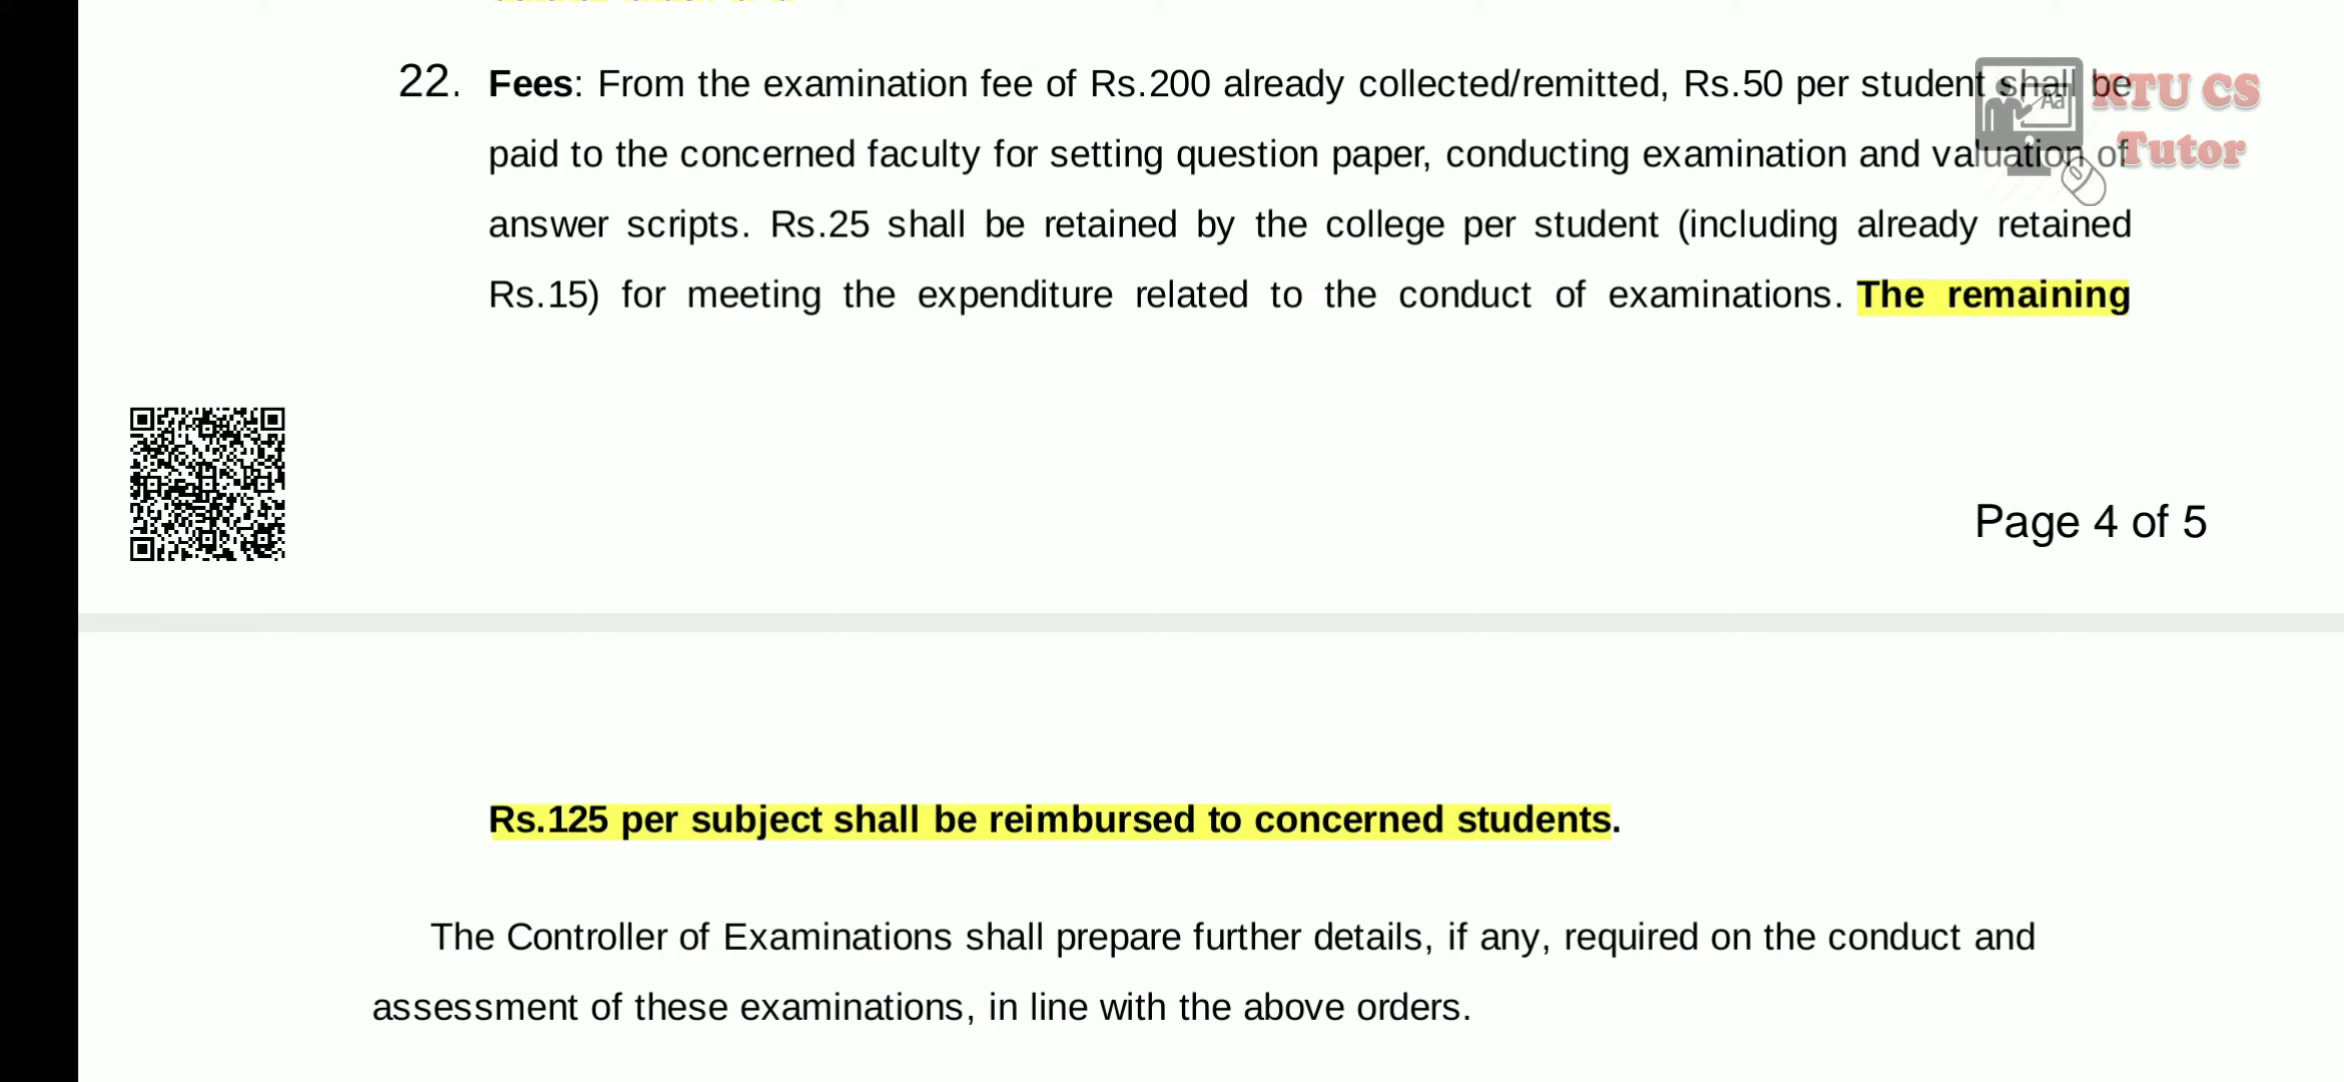 22. Fees: From the examination fee of Rs.200 already collected/remitted, Rs.50 per student shall be
KTU CS
Tutor
Aa
paid to the concerned faculty for setting question paper, conducting examination and valuation of
answer scripts. Rs.25 shall be retained by the college per student (including already retained
Rs.15) for meeting the expenditure related to the conduct of examinations. The remaining
Page 4 of 5
Rs.125 per subject shall be reimbursed to concerned students.
The Controller of Examinations shall prepare further details, if any, required on the conduct and
assessment of these examinations, in line with the above orders.